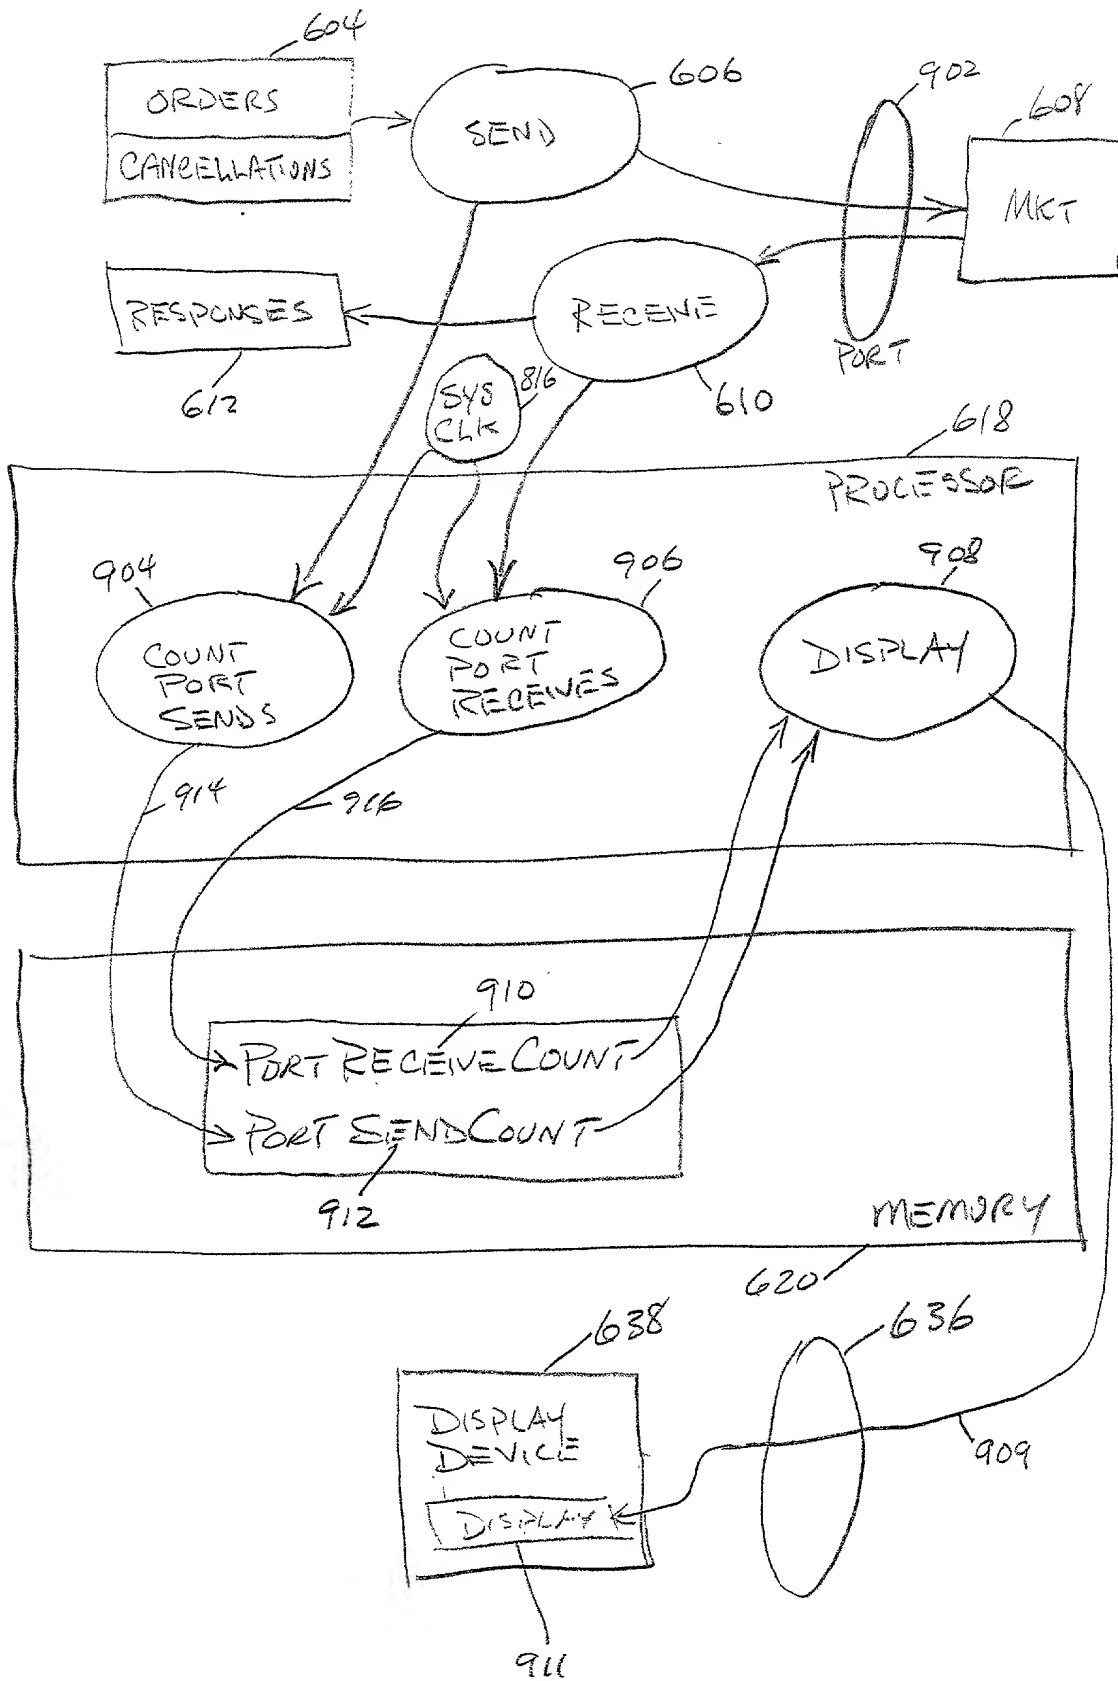 604
ORDERS
CANCELLATIONS
SEND
606
902
608
MKT
RESPONSES
612
RECEIVE
610
PORT
SYS
CLK
816
618
PROCESSOR
904
COUNT
PORT
SENDS
906
COUNT
PORT
RECEIVES
908
DISPLAY
914
916
910
PORT RECEIVE COUNT
PORT SEND COUNT
912
MEMORY
620
638
DISPLAY
DEVICE
DISPLAY
911
636
909